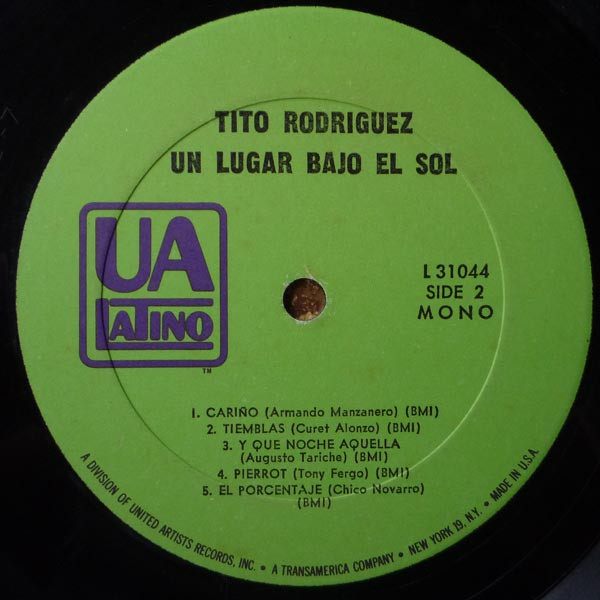 TITO RODRIGUEZ
UN LUGAR BAJO EL SOL
UA
LATINO
TM
L 31044
SIDE 2
MONO
1. CARIÑO (Armando Manzanero) (BMI)
2. TIEMBLAS (Curet Alonzo) (BMI)
3. Y QUE NOCHE AQUELLA
(Augusto Tariche) (BMI)
4. PIERROT (Tony Fergo) (BMI)
5. EL PORCENTAJE (Chico Novarro)
(BMI)
A DIVISION OF UNITED ARTISTS RECORDS, INC. • A TRANSAMERICA COMPANY • NEW YORK 19, N.Y. • MADE IN U.S.A.